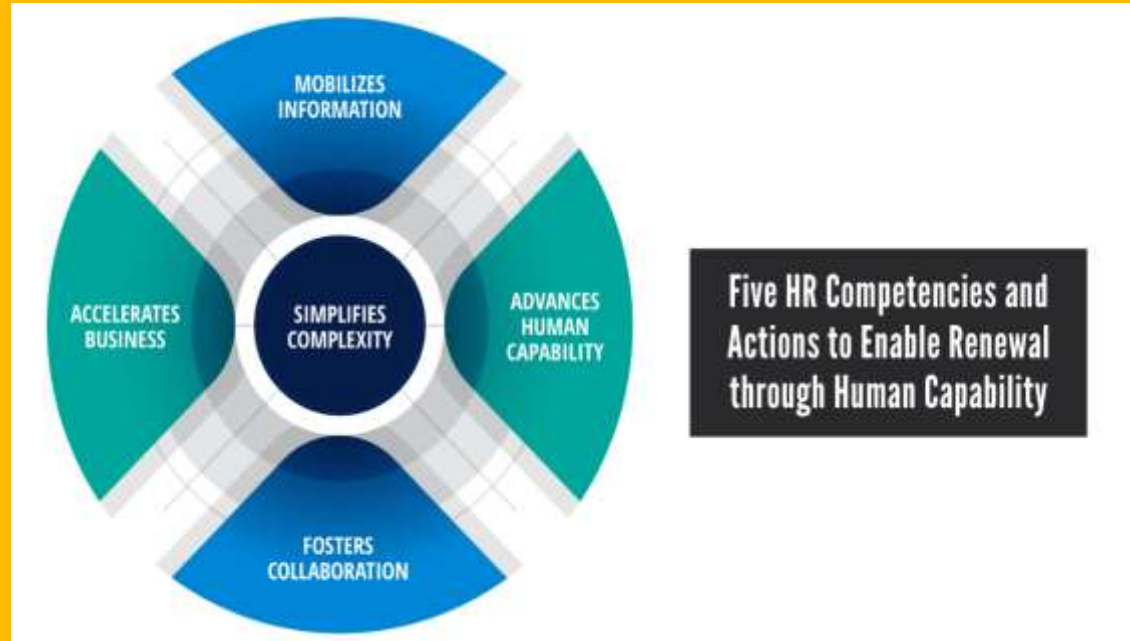 MOBILIZES
INFORMATION
ACCELERATES
BUSINESS
SIMPLIFIES
COMPLEXITY
ADVANCES
HUMAN
CAPABILITY
FOSTERS
COLLABORATION
Five HR Competencies and
Actions to Enable Renewal
through Human Capability